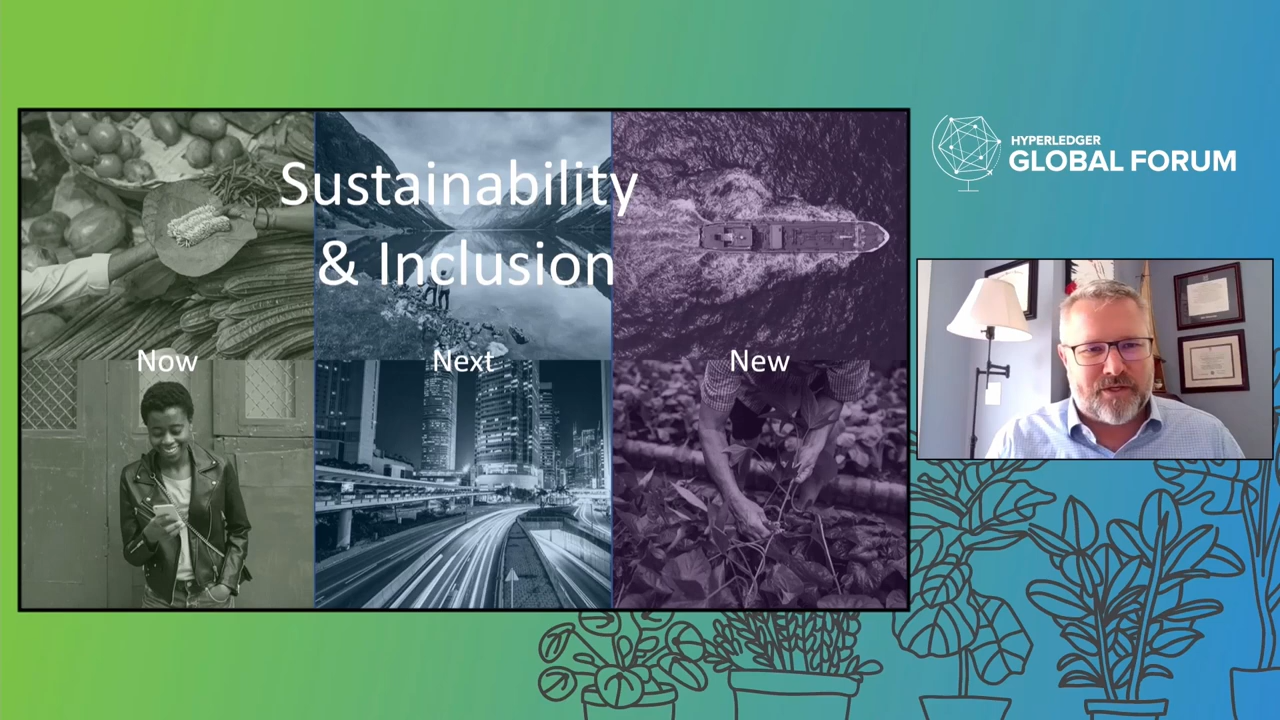 Sustainability
& Inclusion
Now
Next
New
HYPERLEDGER
GLOBAL FORUM